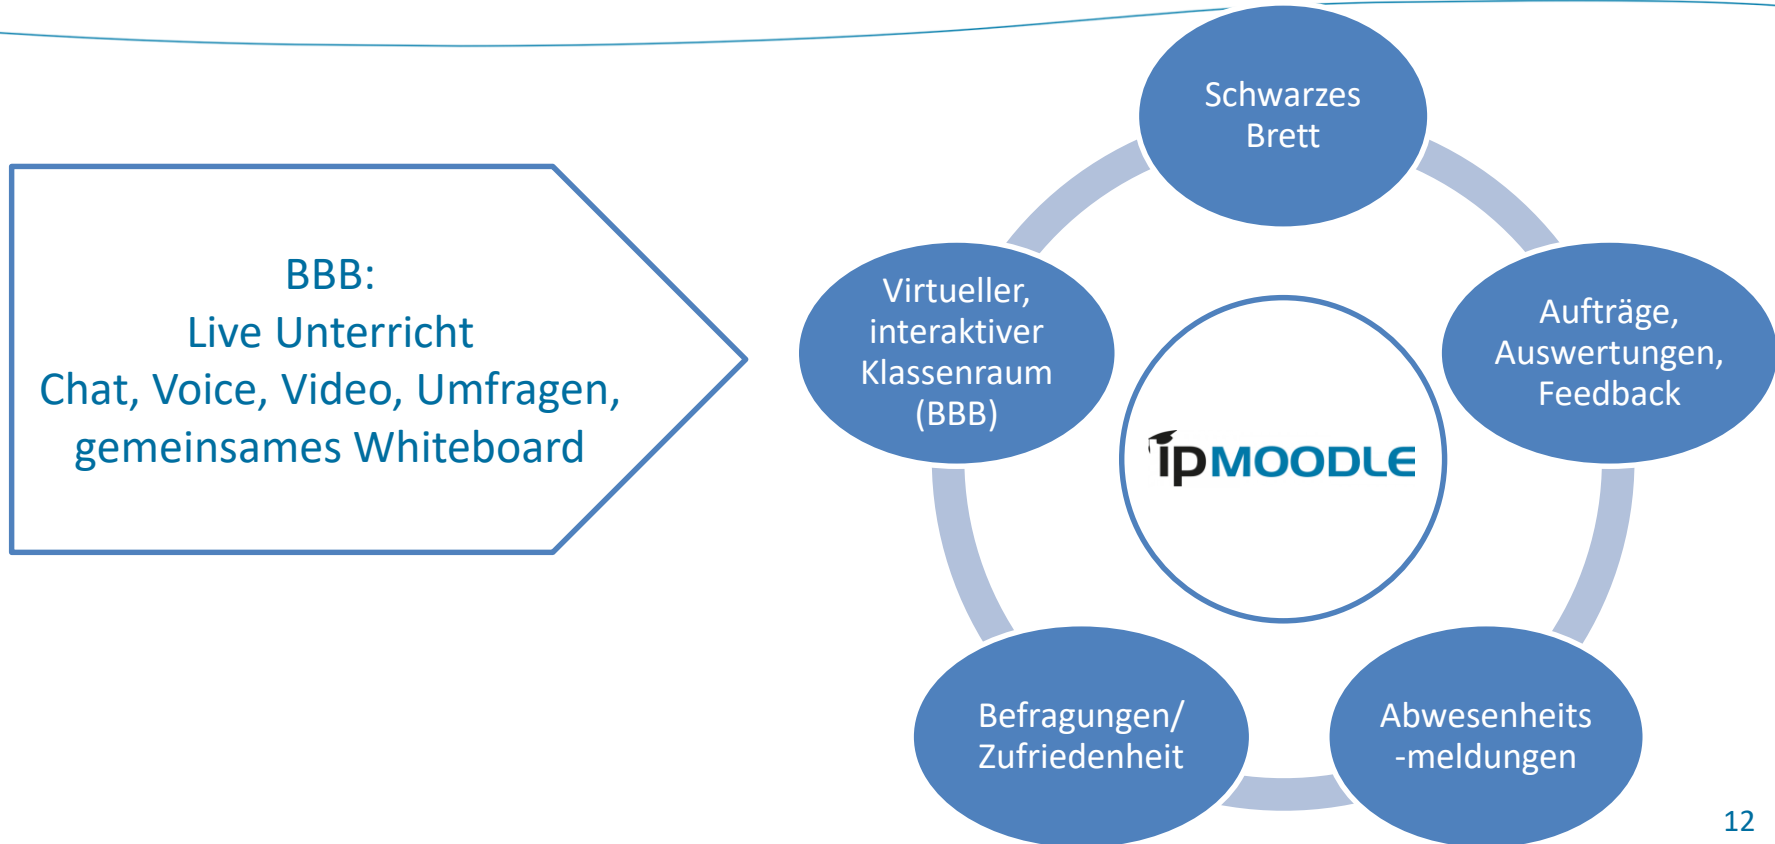 BBB:
Live Unterricht
Chat, Voice, Video, Umfragen,
gemeinsames Whiteboard
Schwarzes
Brett
Virtueller,
interaktiver
Klassenraum
(BBB)
Aufträge,
Auswertungen,
Feedback
ipMOODLE
Befragungen/
Zufriedenheit
Abwesenheits
-meldungen
12